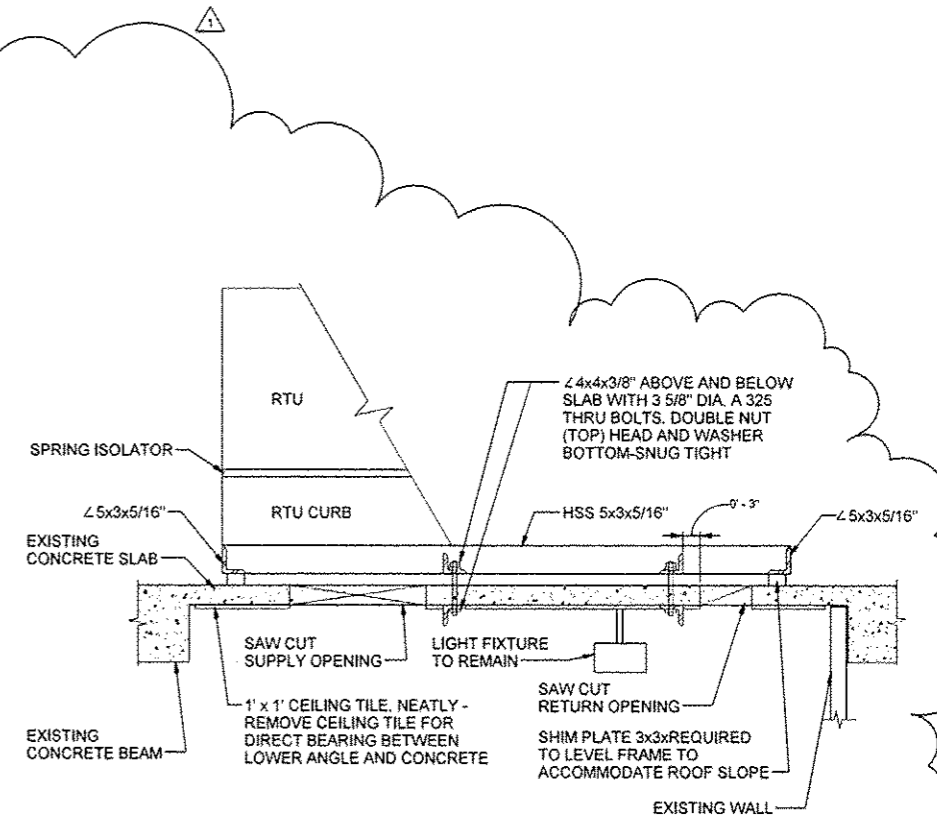 1
∠4x4x3/8" ABOVE AND BELOW
SLAB WITH 3 5/8" DIA. A 325
THRU BOLTS. DOUBLE NUT
(TOP) HEAD AND WASHER
BOTTOM-SNUG TIGHT
RTU
SPRING ISOLATOR
∠5x3x5/16"
RTU CURB
HSS 5x3x5/16"
0' - 3"
∠5x3x5/16"
EXISTING
CONCRETE SLAB
SAW CUT
SUPPLY OPENING
LIGHT FIXTURE
TO REMAIN
SAW CUT
RETURN OPENING
1' x 1' CEILING TILE, NEATLY -
REMOVE CEILING TILE FOR
DIRECT BEARING BETWEEN
LOWER ANGLE AND CONCRETE
EXISTING
CONCRETE BEAM
SHIM PLATE 3x3xREQUIRED
TO LEVEL FRAME TO
ACCOMMODATE ROOF SLOPE
EXISTING WALL